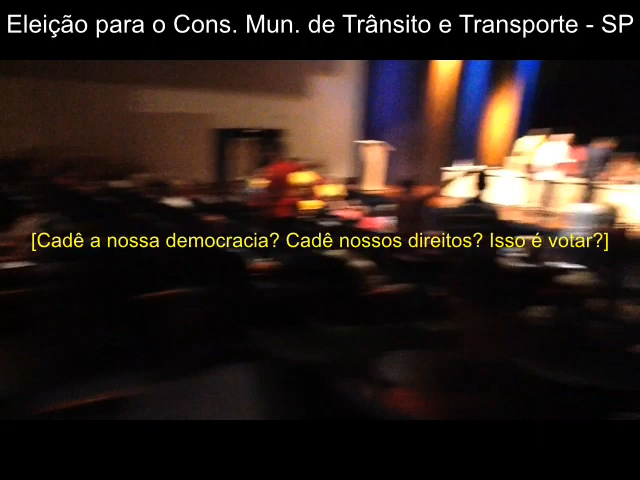 Eleição para o Cons. Mun. de Trânsito e Transporte - SP
[Cadê a nossa democracia? Cadê nossos direitos? Isso é votar?]